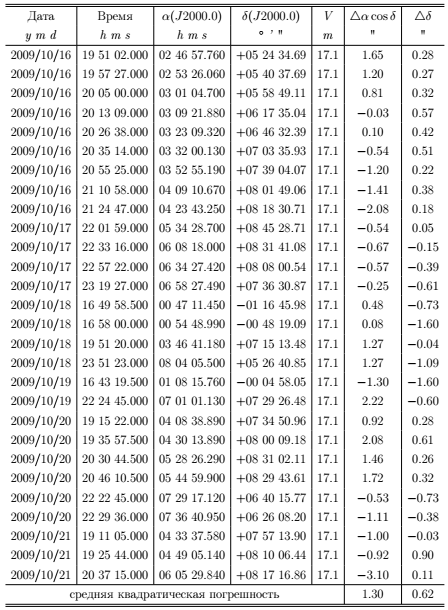 Дата Время α(J2000.0) δ(J2000.0) V △α cos δ △δ
y m d h m s h m s ° ' " m " "
2009/10/16 19 51 02.000 02 46 57.760 +05 24 34.69 17.1 1.65 0.28
2009/10/16 19 57 27.000 02 53 26.060 +05 40 37.69 17.1 1.20 0.27
2009/10/16 20 05 00.000 03 01 04.700 +05 58 49.11 17.1 0.81 0.32
2009/10/16 20 13 09.000 03 09 21.880 +06 17 35.04 17.1 −0.03 0.57
2009/10/16 20 26 38.000 03 23 09.320 +06 46 32.39 17.1 0.10 0.42
2009/10/16 20 35 14.000 03 32 00.130 +07 03 35.93 17.1 −0.54 0.51
2009/10/16 20 55 25.000 03 52 55.190 +07 39 04.07 17.1 −1.20 0.22
2009/10/16 21 10 58.000 04 09 10.670 +08 01 49.06 17.1 −1.41 0.38
2009/10/16 21 24 47.000 04 23 43.250 +08 18 30.71 17.1 −2.08 0.18
2009/10/17 22 01 59.000 05 34 28.700 +08 45 28.71 17.1 −0.54 0.05
2009/10/17 22 33 16.000 06 08 18.000 +08 31 41.08 17.1 −0.67 −0.15
2009/10/17 22 57 22.000 06 34 27.420 +08 08 00.54 17.1 −0.57 −0.39
2009/10/17 23 19 27.000 06 58 27.490 +07 36 30.87 17.1 −0.25 −0.61
2009/10/18 16 49 58.500 00 47 11.450 −01 16 45.98 17.1 0.48 −0.73
2009/10/18 16 58 00.000 00 54 48.990 −00 48 19.09 17.1 0.08 −1.60
2009/10/18 19 51 20.000 03 46 41.180 +07 15 13.48 17.1 1.27 −0.04
2009/10/18 23 51 23.000 08 04 05.500 +05 26 40.85 17.1 1.27 −1.09
2009/10/19 16 43 19.500 01 08 15.760 −00 04 58.05 17.1 −1.30 −1.60
2009/10/19 22 24 45.000 07 01 01.130 +07 29 26.48 17.1 2.22 −0.60
2009/10/20 19 15 22.000 04 08 38.890 +07 34 50.96 17.1 0.92 0.28
2009/10/20 19 35 57.500 04 30 13.890 +08 00 09.18 17.1 2.08 0.61
2009/10/20 20 30 44.500 05 28 26.290 +08 31 02.11 17.1 1.46 0.26
2009/10/20 20 46 10.500 05 44 59.900 +08 29 43.61 17.1 1.72 0.32
2009/10/20 22 22 45.000 07 29 17.120 +06 40 15.77 17.1 −0.53 −0.73
2009/10/20 22 29 36.000 07 36 40.950 +06 26 08.20 17.1 −1.11 −0.38
2009/10/21 19 11 05.000 04 33 37.580 +07 57 13.90 17.1 −1.00 −0.03
2009/10/21 19 25 44.000 04 49 05.140 +08 10 06.44 17.1 −0.92 0.90
2009/10/21 20 37 15.000 06 05 29.840 +08 17 16.86 17.1 −3.10 0.11
средняя квадратическая погрешность 1.30 0.62